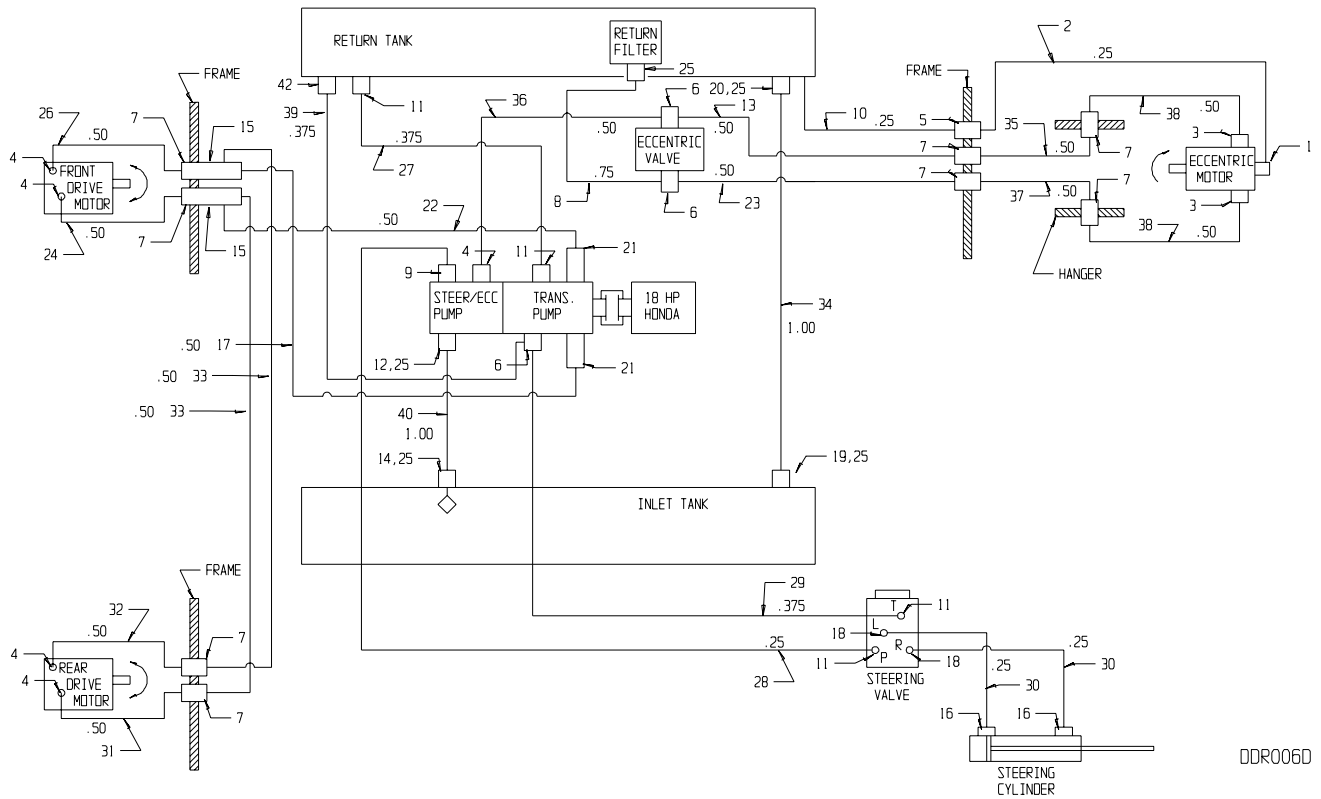 RETURN TANK
RETURN
FILTER
25
2
.25
FRAME
42
11
36
6
20,25
13
FRAME
39
.375
10
.25
5
35
38
.50
26
.50
7
15
.375
27
.50
.50
ECCENTRIC
VALVE
7
.50
7
3
4
FRONT
DRIVE
MOTOR
4
ECCENTRIC
MOTOR
1
7
8
.75
6
.50
23
37
.50
7
3
22
.50
24
.50
7
15
38
.50
21
HANGER
9
4
11
STEER/ECC
PUMP
TRANS.
PUMP
18 HP
HONDA
34
1.00
.50 17
12,25
6
21
.50 33
.50 33
40
1.00
14,25
19,25
INLET TANK
FRAME
29
.375
T
11
32
.50
7
L
18
.25
R
.25
4
REAR
DRIVE
MOTOR
4
11
P
18
.25
30
28
STEERING
VALVE
30
7
.50
31
16
16
STEERING
CYLINDER
DDR006D